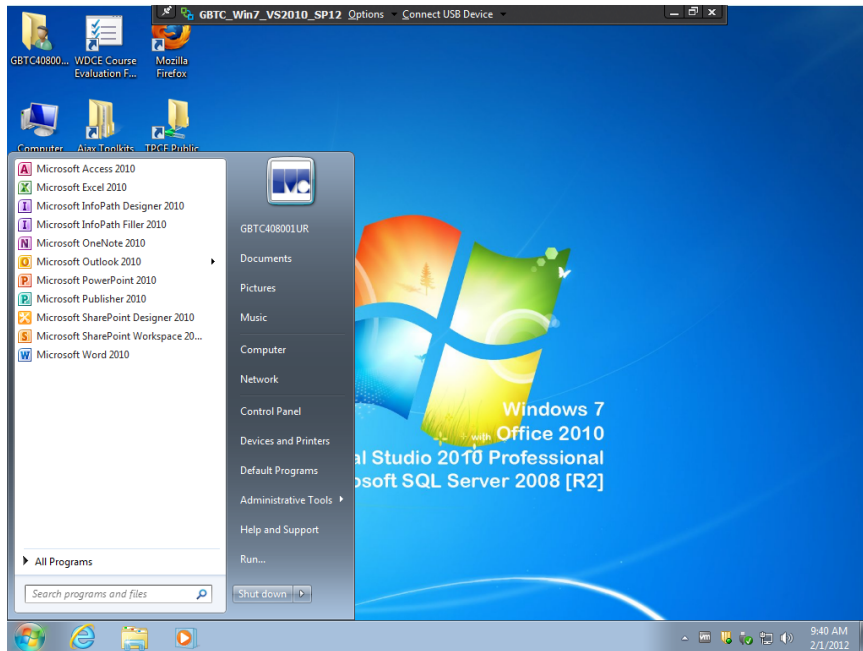 GBTC_Win7_VS2010_SP12 Options Connect USB Device
GBTC40800... WDCE Course Evaluation F... Mozilla Firefox
Computer Ajax Toolkits TPCE Public
Microsoft Access 2010
Microsoft Excel 2010
Microsoft InfoPath Designer 2010
Microsoft InfoPath Filler 2010
Microsoft OneNote 2010
Microsoft Outlook 2010
Microsoft PowerPoint 2010
Microsoft Publisher 2010
Microsoft SharePoint Designer 2010
Microsoft SharePoint Workspace 20...
Microsoft Word 2010
All Programs
Search programs and files
GBTC408001UR
Documents
Pictures
Music
Computer
Network
Control Panel
Devices and Printers
Default Programs
Administrative Tools
Help and Support
Run...
Shut down
Windows 7
with Office 2010
al Studio 2010 Professional
osoft SQL Server 2008 [R2]
9:40 AM
2/1/2012